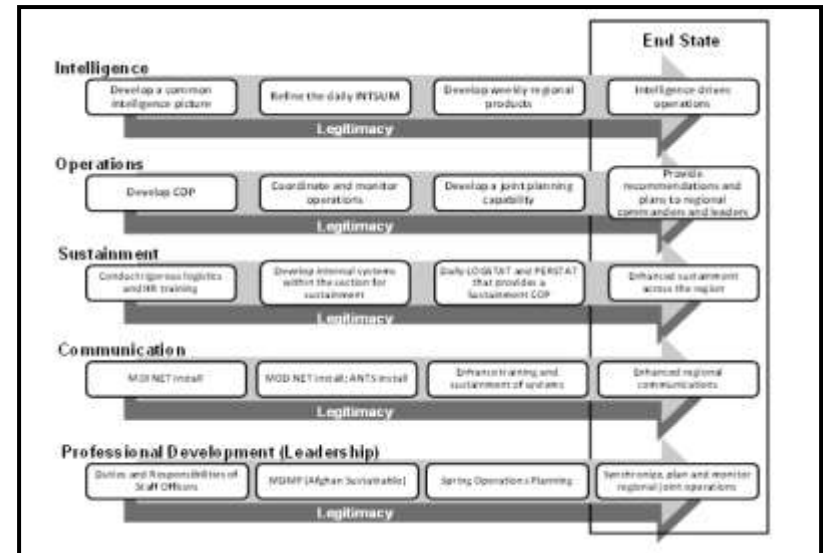 End State
Intelligence
Develop a common
intelligence picture
Refine the daily INTSUM
Develop weekly regional
products
Intelligence drives
operations
Legitimacy
Operations
Develop COP
Coordinate and monitor
operations
Develop a joint planning
capability
Provide
recommendations and
plans to regional
commanders and leaders
Legitimacy
Sustainment
Conduct rigorous logistics
and HR training
Develop internal systems
within the section for
sustainment
Daily LOGSTAT and PERSTAT
that provides a
Sustainment COP
Enhanced sustainment
across the region
Legitimacy
Communication
MOI NET install
MOD NET install; ANTS install
Enhance training and
sustainment of systems
Enhanced regional
communications
Legitimacy
Professional Development (Leadership)
Duties and Responsibilities of
Staff Officers
MDMP (Afghan Sustainable)
Spring Operations Planning
Synchronize, plan and monitor
regional joint operations
Legitimacy